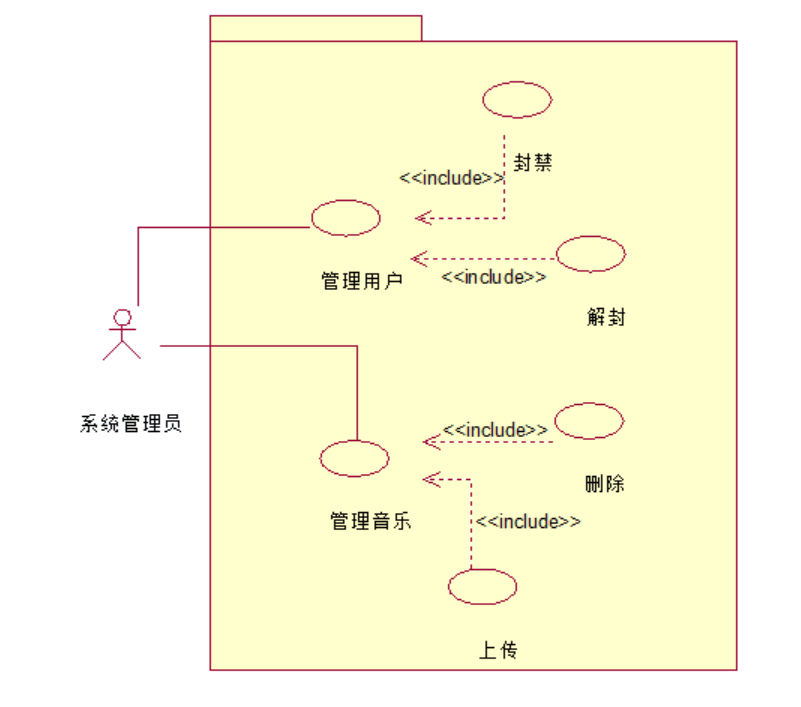 封禁
<<include>>
管理用户
<<include>>
解封
系统管理员
<<include>>
删除
管理音乐
<<include>>
上传